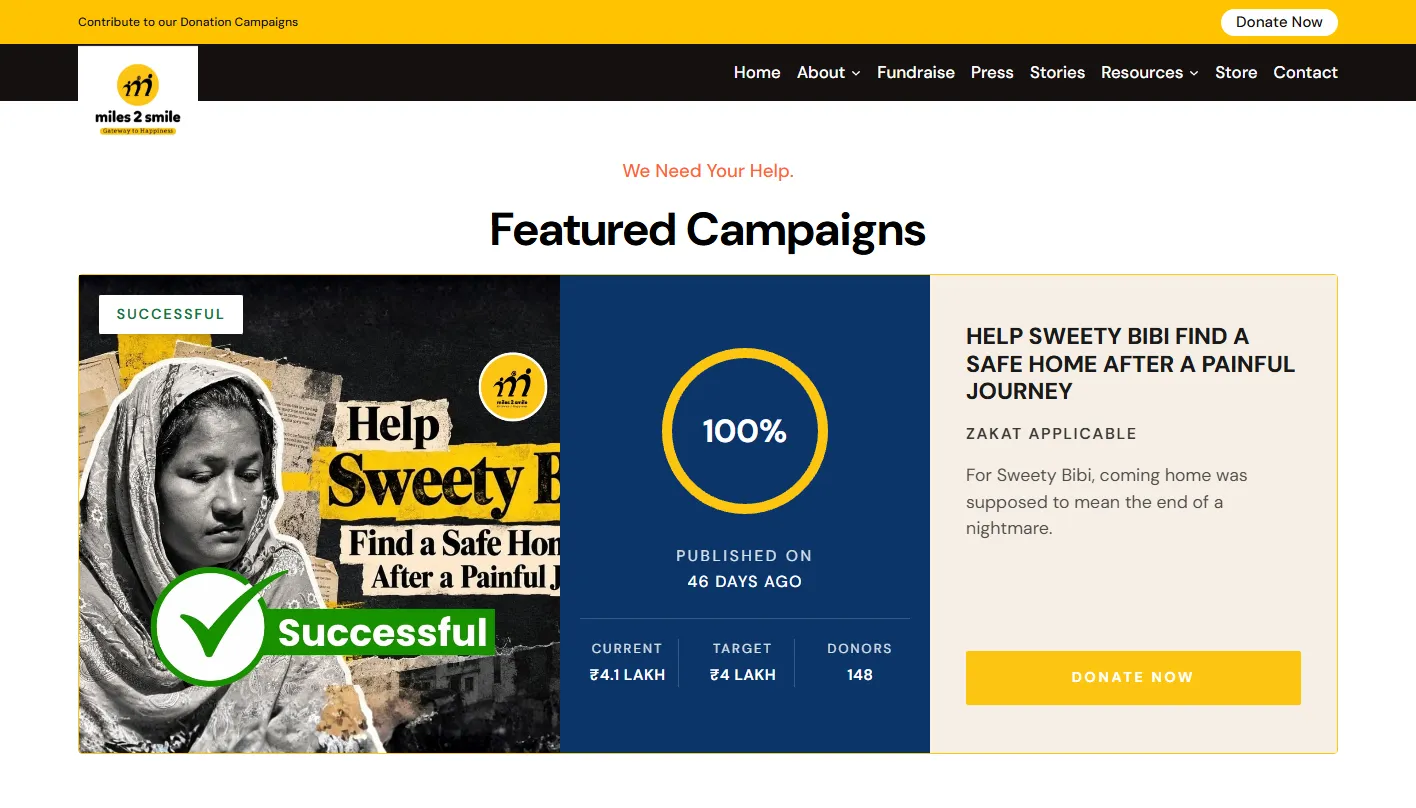 Contribute to our Donation Campaigns
Donate Now
miles 2 smile
Gateway to Happiness
Home About Fundraise Press Stories Resources Store Contact
We Need Your Help.
Featured Campaigns
SUCCESSFUL
miles 2 smile
Help
Sweety B
Find a Safe Hom
After a Painful J
Successful
100%
PUBLISHED ON
46 DAYS AGO
CURRENT TARGET DONORS
₹4.1 LAKH ₹4 LAKH 148
HELP SWEETY BIBI FIND A
SAFE HOME AFTER A PAINFUL
JOURNEY
ZAKAT APPLICABLE
For Sweety Bibi, coming home was
supposed to mean the end of a
nightmare.
DONATE NOW